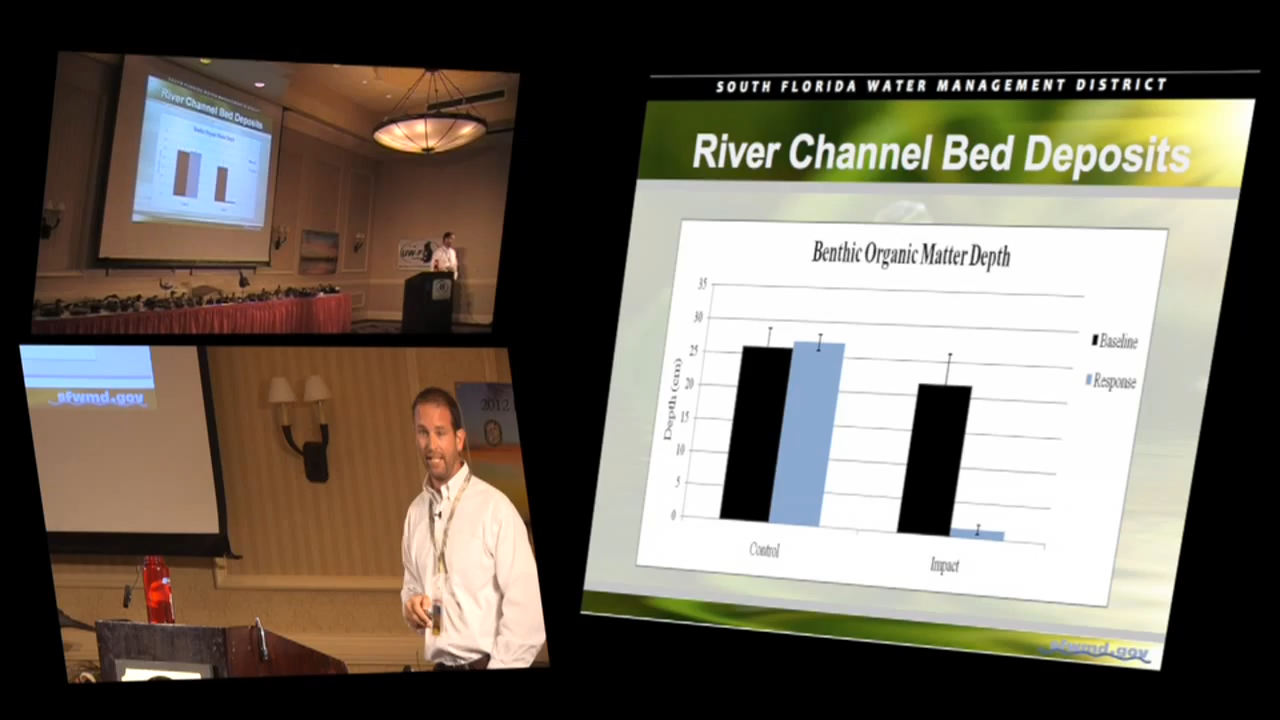 SOUTH FLORIDA WATER MANAGEMENT DISTRICT
River Channel Bed Deposits
Benthic Organic Matter Depth
35
30
25
20
15
10
5
0
Depth (cm)
Control
Impact
Baseline
Response
sfwmd.gov
River Channel Bed Deposits
sfwmd.gov
2012